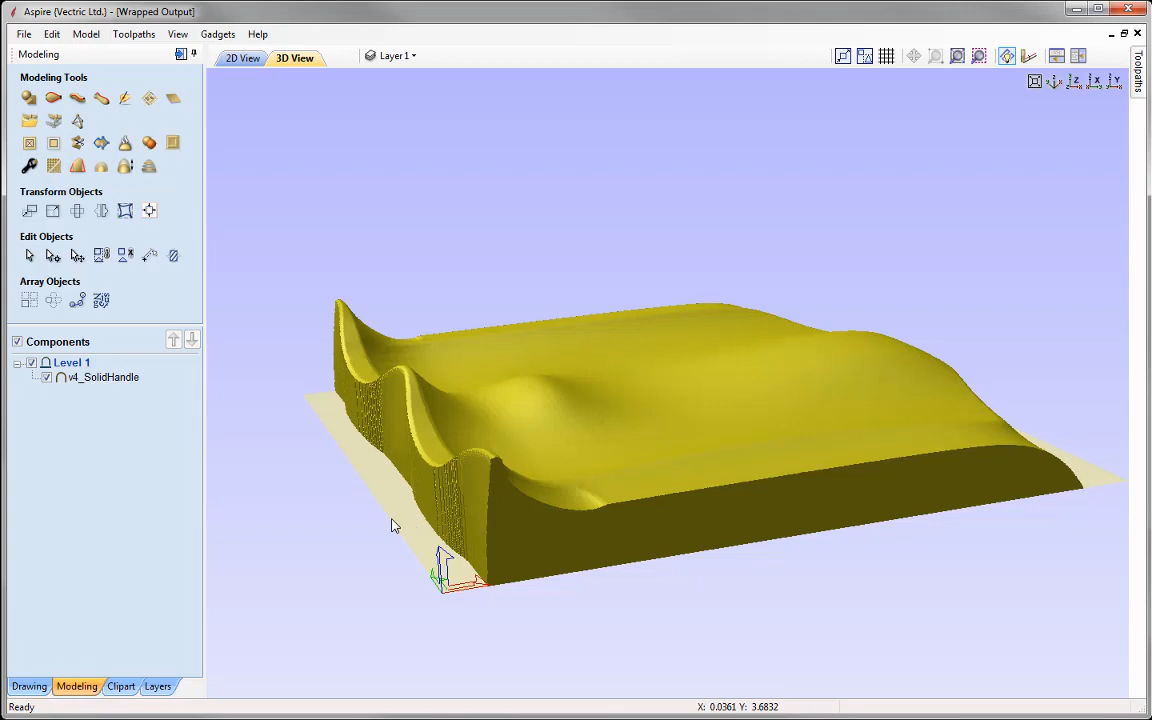 Aspire {Vectric Ltd.} - [Wrapped Output]
File Edit Model Toolpaths View Gadgets Help
Modeling
2D View 3D View Layer1
Toolpaths
Z X Y
Modeling Tools
Transform Objects
Edit Objects
Array Objects
Components
Level 1
v4_SolidHandle
Drawing Modeling Clipart Layers
Ready X: 0.0361 Y: 3.6832